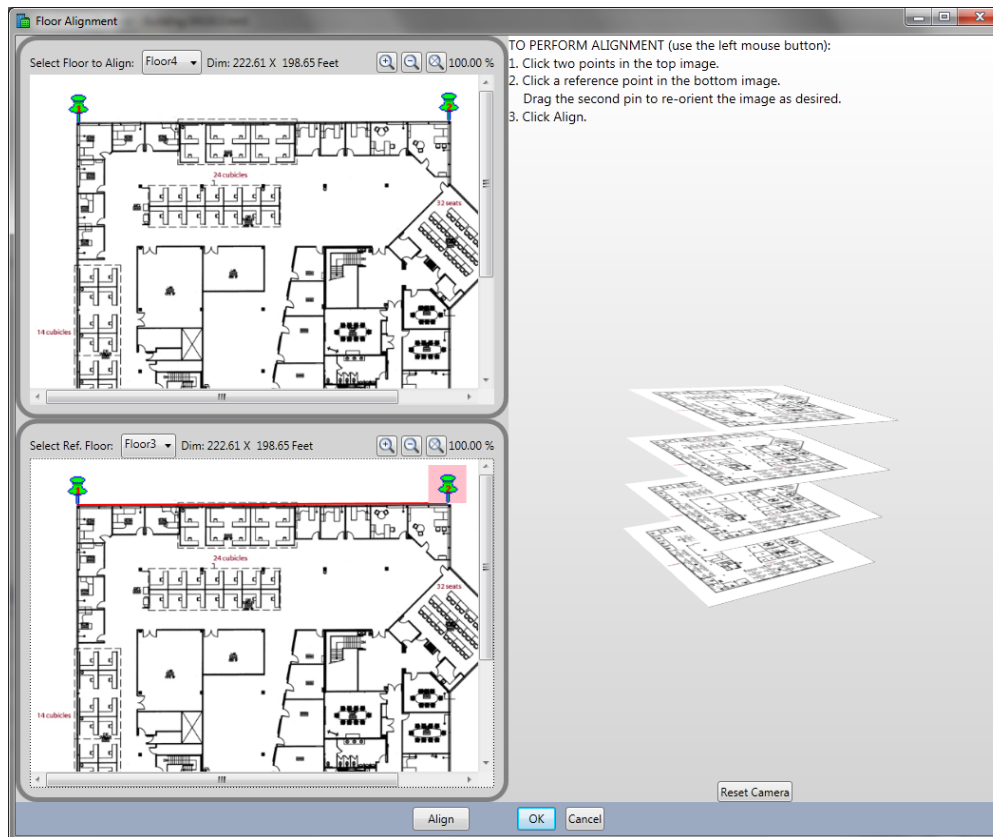 Floor Alignment
Select Floor to Align: Floor4 Dim: 222.61 X 198.65 Feet 100.00 %
1 2
24 cubicles
32 seats
14 cubicles
Select Ref. Floor: Floor3 Dim: 222.61 X 198.65 Feet 100.00 %
1 2
24 cubicles
32 seats
14 cubicles
TO PERFORM ALIGNMENT (use the left mouse button):
1. Click two points in the top image.
2. Click a reference point in the bottom image.
Drag the second pin to re-orient the image as desired.
3. Click Align.
Reset Camera
Align OK Cancel